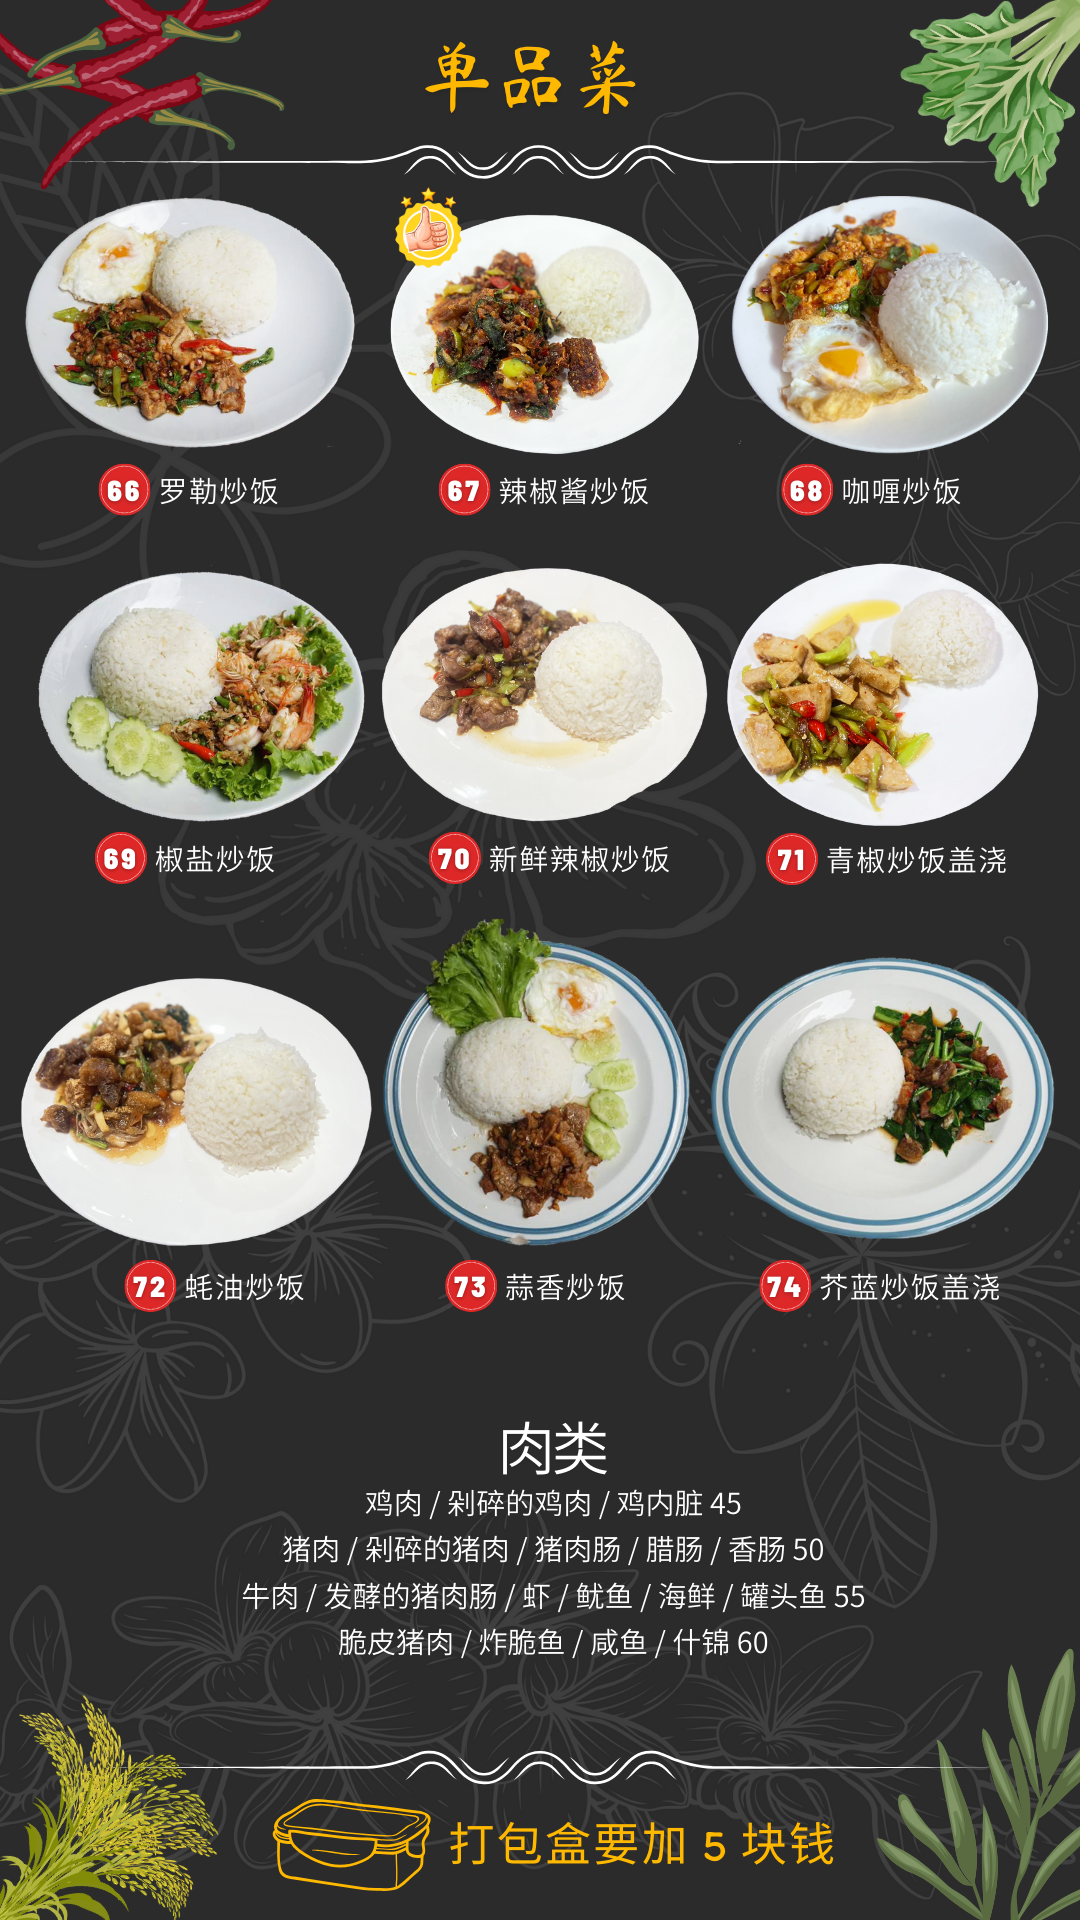 单品菜
66 罗勒炒饭
67 辣椒酱炒饭
68 咖喱炒饭
69 椒盐炒饭
70 新鲜辣椒炒饭
71 青椒炒饭盖浇
72 蚝油炒饭
73 蒜香炒饭
74 芥蓝炒饭盖浇
肉类
鸡肉 / 剁碎的鸡肉 / 鸡内脏 45
猪肉 / 剁碎的猪肉 / 猪肉肠 / 腊肠 / 香肠 50
牛肉 / 发酵的猪肉肠 / 虾 / 鱿鱼 / 海鲜 / 罐头鱼 55
脆皮猪肉 / 炸脆鱼 / 咸鱼 / 什锦 60
打包盒要加 5 块钱